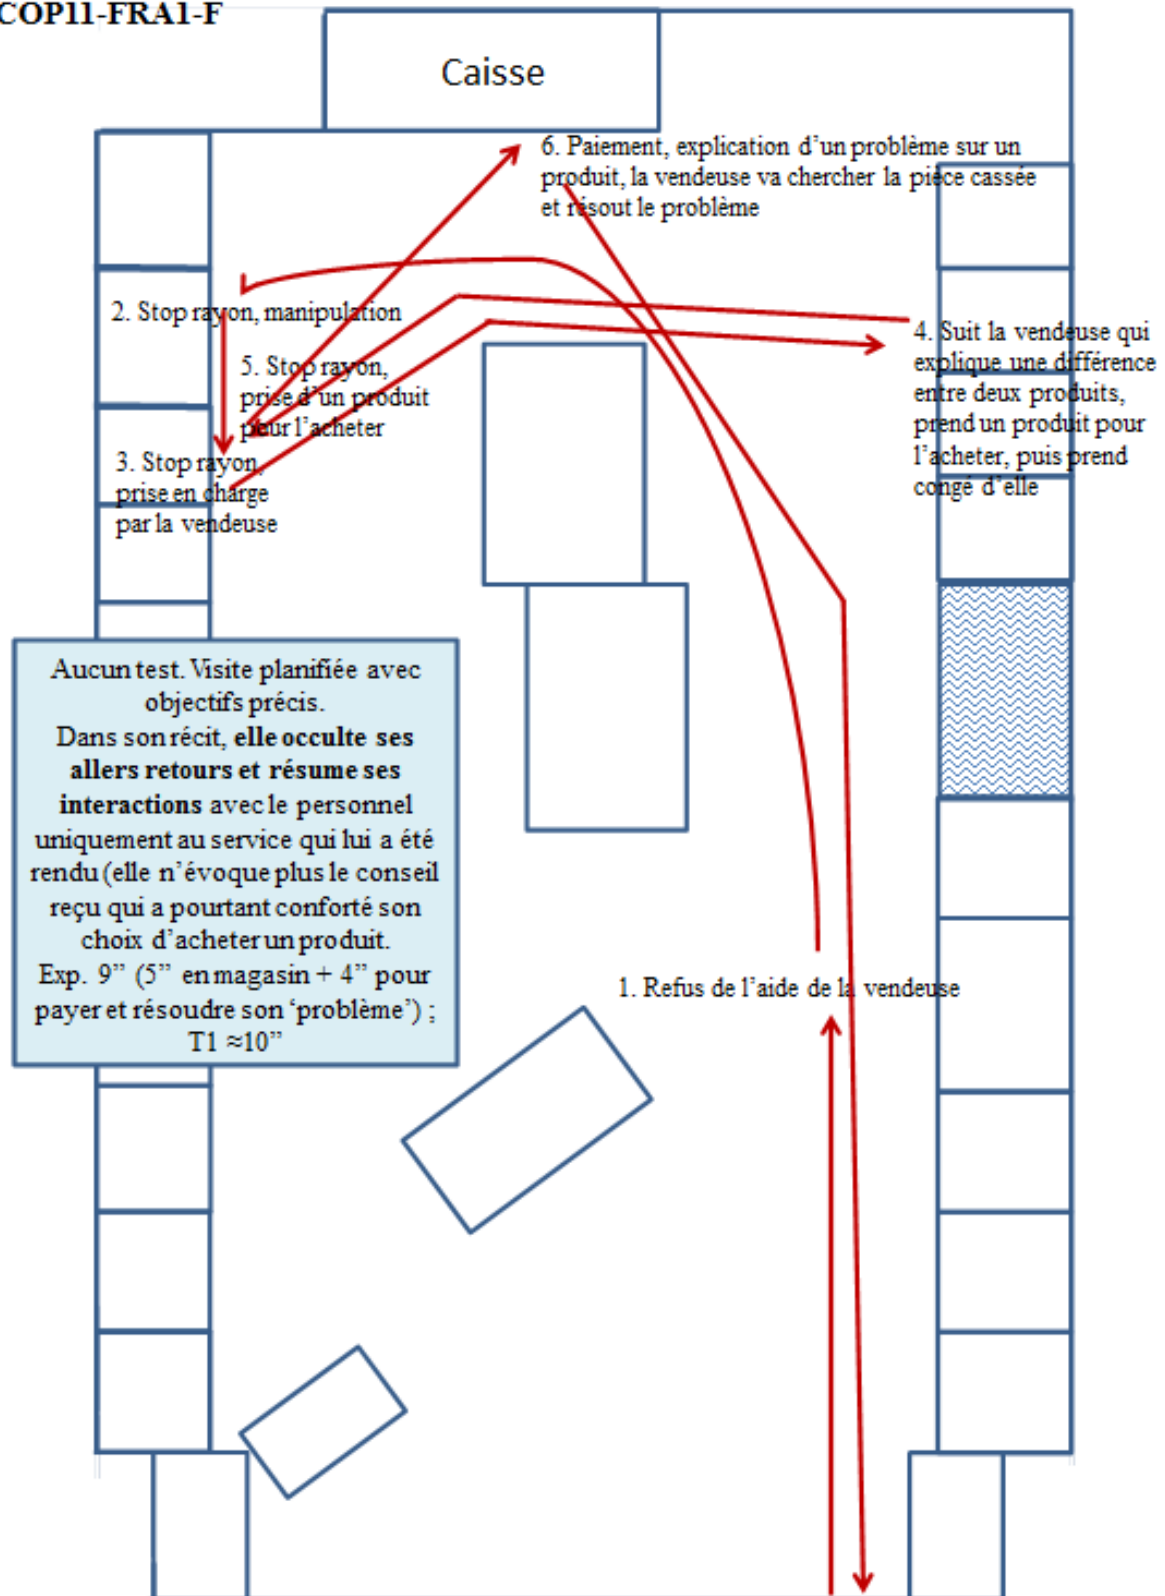 COP11-FRA1-F
Caisse
6. Paiement, explication d’un problème sur un
produit, la vendeuse va chercher la pièce cassée
et résout le problème
2. Stop rayon, manipulation
4. Suit la vendeuse qui
explique une différence
entre deux produits,
prend un produit pour
l’acheter, puis prend
congé d’elle
5. Stop rayon,
prise d’un produit
pour l’acheter
3. Stop rayon,
prise en charge
par la vendeuse
Aucun test. Visite planifiée avec
objectifs précis.
Dans son récit, elle occulte ses
allers retours et résume ses
interactions avec le personnel
uniquement au service qui lui a été
rendu (elle n’évoque plus le conseil
reçu qui a pourtant conforté son
choix d’acheter un produit.
Exp. 9” (5” en magasin + 4” pour
payer et résoudre son ‘problème’) ;
T1 ≈10”
1. Refus de l’aide de la vendeuse